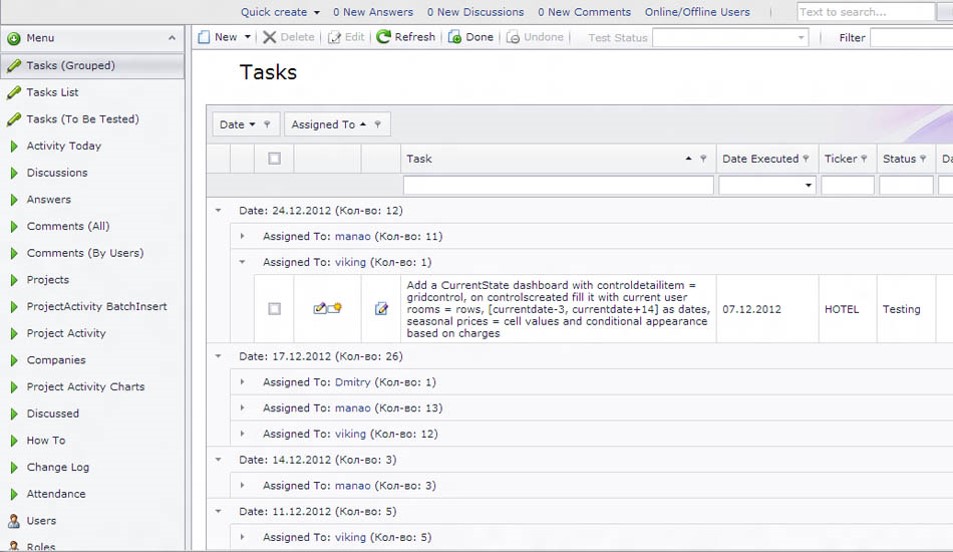 Quick create 0 New Answers 0 New Discussions 0 New Comments Online/Offline Users Text to search...
Menu
New Delete Edit Refresh Done Undone Test Status Filter
Tasks (Grouped)
Tasks List
Tasks (To Be Tested)
Activity Today
Discussions
Answers
Comments (All)
Comments (By Users)
Projects
ProjectActivity BatchInsert
Project Activity
Companies
Project Activity Charts
Discussed
How To
Change Log
Attendance
Users
Roles
Tasks
Date Assigned To
Task Date Executed Ticker Status Da
Date: 24.12.2012 (Кол-во: 12)
Assigned To: manao (Кол-во: 11)
Assigned To: viking (Кол-во: 1)
Add a CurrentState dashboard with controldetailitem =
gridcontrol, on controlscreated fill it with current user
rooms = rows, [currentdate-3, currentdate+14] as dates,
seasonal prices = cell values and conditional appearance
based on charges
07.12.2012 HOTEL Testing
Date: 17.12.2012 (Кол-во: 26)
Assigned To: Dmitry (Кол-во: 1)
Assigned To: manao (Кол-во: 13)
Assigned To: viking (Кол-во: 12)
Date: 14.12.2012 (Кол-во: 3)
Assigned To: manao (Кол-во: 3)
Date: 11.12.2012 (Кол-во: 5)
Assigned To: viking (Кол-во: 5)